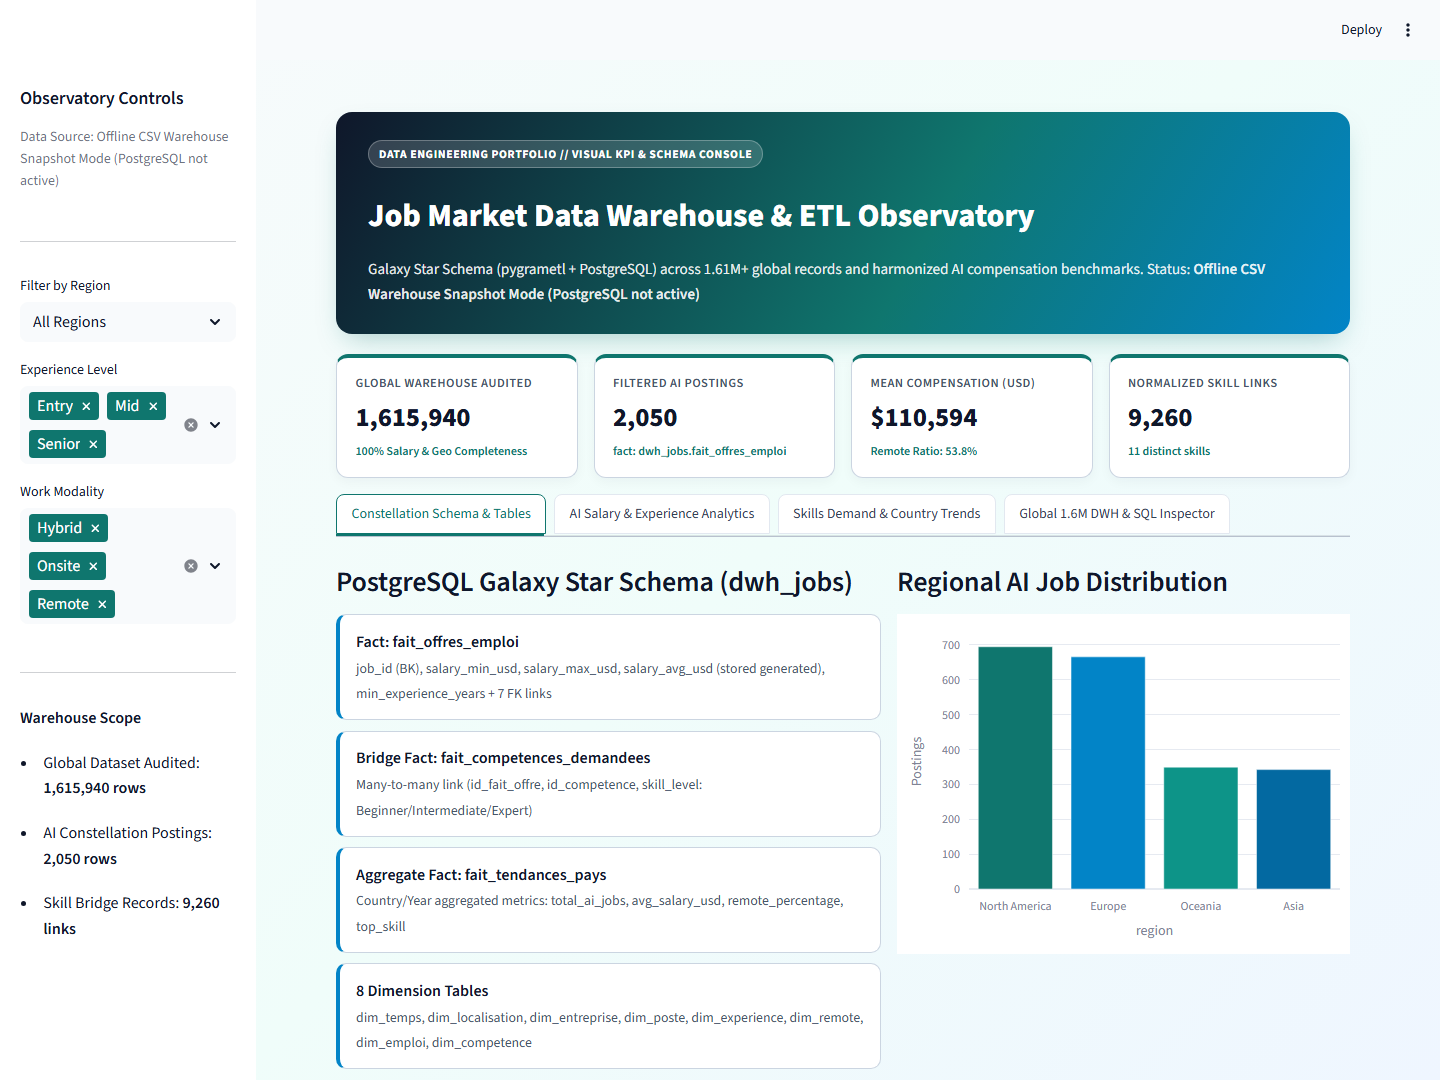 Deploy
Observatory Controls
Data Source: Offline CSV Warehouse
Snapshot Mode (PostgreSQL not
active)
Filter by Region
All Regions
Experience Level
Entry
Mid
Senior
Work Modality
Hybrid
Onsite
Remote
Warehouse Scope
Global Dataset Audited:
1,615,940 rows
AI Constellation Postings:
2,050 rows
Skill Bridge Records: 9,260
links
DATA ENGINEERING PORTFOLIO // VISUAL KPI & SCHEMA CONSOLE
Job Market Data Warehouse & ETL Observatory
Galaxy Star Schema (pygrametl + PostgreSQL) across 1.61M+ global records and harmonized AI compensation benchmarks. Status: Offline CSV
Warehouse Snapshot Mode (PostgreSQL not active)
GLOBAL WAREHOUSE AUDITED
1,615,940
100% Salary & Geo Completeness
FILTERED AI POSTINGS
2,050
fact: dwh_jobs.fait_offres_emploi
MEAN COMPENSATION (USD)
$110,594
Remote Ratio: 53.8%
NORMALIZED SKILL LINKS
9,260
11 distinct skills
Constellation Schema & Tables
AI Salary & Experience Analytics
Skills Demand & Country Trends
Global 1.6M DWH & SQL Inspector
PostgreSQL Galaxy Star Schema (dwh_jobs)
Fact: fait_offres_emploi
job_id (BK), salary_min_usd, salary_max_usd, salary_avg_usd (stored generated),
min_experience_years + 7 FK links
Bridge Fact: fait_competences_demandees
Many-to-many link (id_fait_offre, id_competence, skill_level:
Beginner/Intermediate/Expert)
Aggregate Fact: fait_tendances_pays
Country/Year aggregated metrics: total_ai_jobs, avg_salary_usd, remote_percentage,
top_skill
8 Dimension Tables
dim_temps, dim_localisation, dim_entreprise, dim_poste, dim_experience, dim_remote,
dim_emploi, dim_competence
Regional AI Job Distribution
Postings
700
600
500
400
300
200
100
0
North America
Europe
Oceania
Asia
region